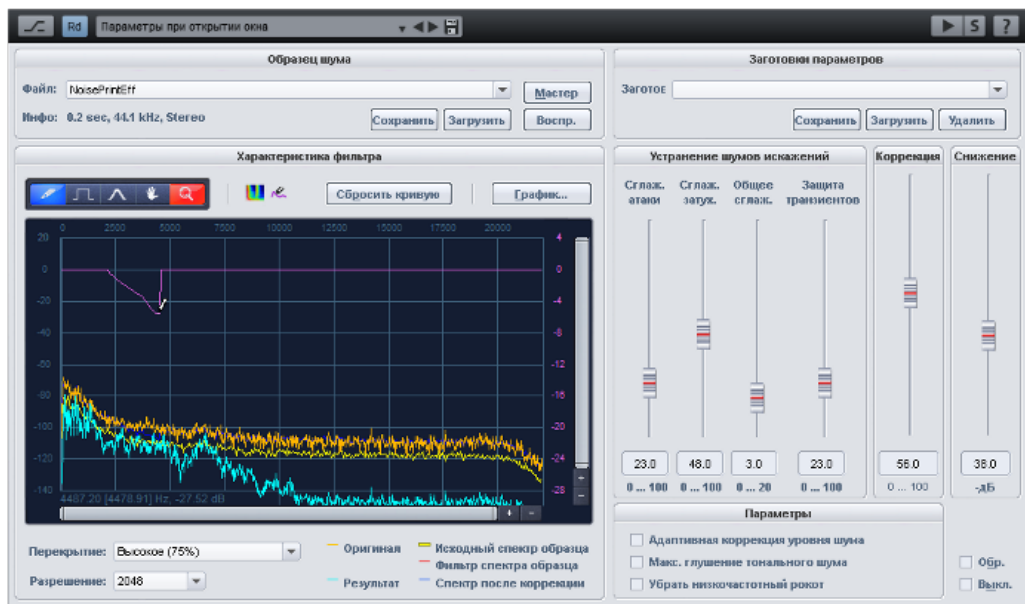 Rd Параметры при открытии окна S ?
Образец шума
Файл: NoisePrintEff Мастер
Инфо: 8.2 sec, 44.1 kHz, Stereo Сохранить Загрузить Воспр.
Заготовки параметров
Заготог
Сохранить Загрузить Удалить
Характеристика фильтра
Сбросить кривую График...
0 2500 5000 7500 10000 12500 15000 17500 20000
20 4
0 0
-20 -4
-40 -8
-60 -12
-80 -16
-100 -20
-120 -24
-140 -28
4487.20 [4478.91] Hz, -27.52 dB
+ -
+ -
Перекрытие: Высокое (75%)
Разрешение: 2048
Оригинал Исходный спектр образца
Фильтр спектра образца
Результат Спектр после коррекции
Устранение шумов искажений
Сглаж. атаки
Сглаж. затух.
Общее сглаж.
Защита транзиентов
23.0 48.0 3.0 23.0
0 ... 100 0 ... 100 0 ... 20 0 ... 100
Коррекция
56.0
0 ... 100
Снижение
38.0
-дБ
Параметры
Адаптивная коррекция уровня шума
Макс. глушение тонального шума
Убрать низкочастотный рокот
Обр.
Выкл.